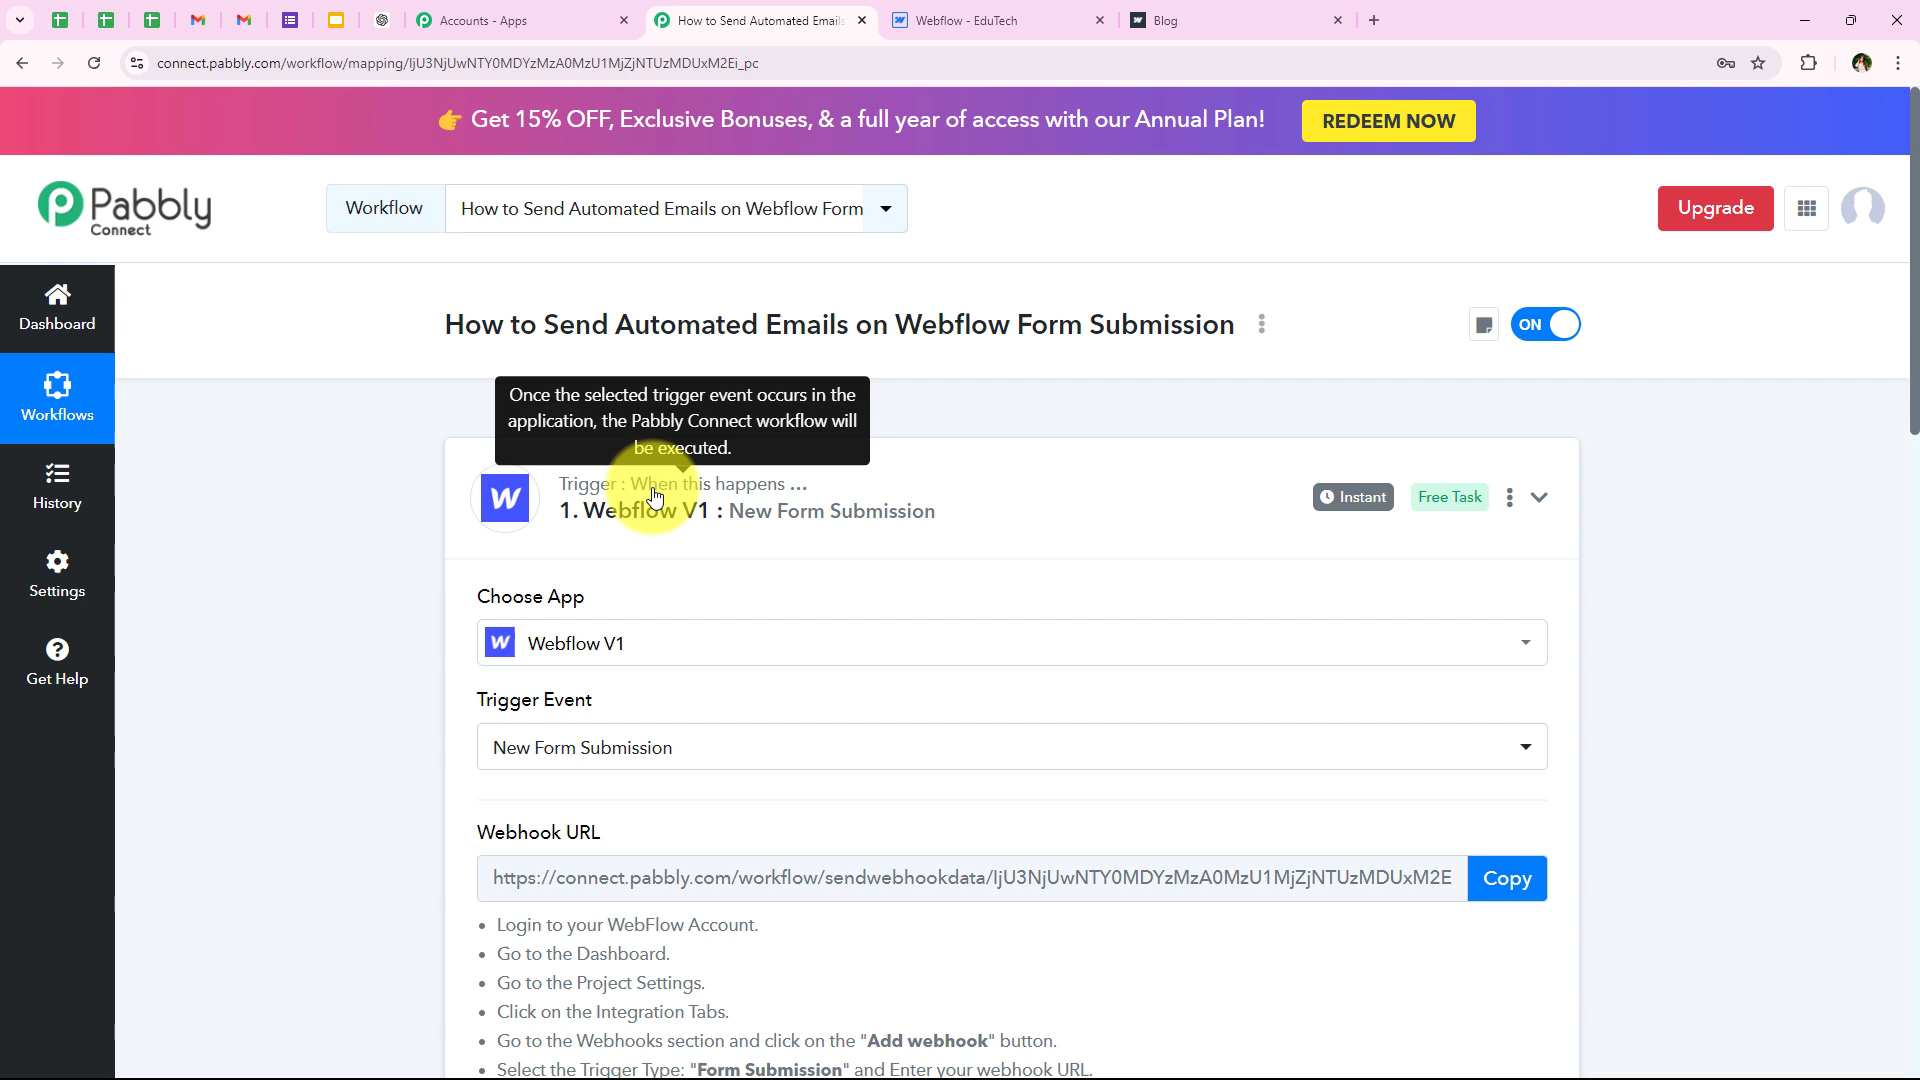 Accounts - Apps
How to Send Automated Emails
Webflow - EduTech
Blog
connect.pabbly.com/workflow/mapping/IjU3NjUwNTY0MDYzMzA0MzU1MjZjNTUzMDUxM2Ei_pc
👉 Get 15% OFF, Exclusive Bonuses, & a full year of access with our Annual Plan!
REDEEM NOW
Pabbly
Connect
Workflow
How to Send Automated Emails on Webflow Form
Upgrade
Dashboard
Workflows
History
Settings
Get Help
How to Send Automated Emails on Webflow Form Submission
ON
Once the selected trigger event occurs in the
application, the Pabbly Connect workflow will
be executed.
Trigger : When this happens ...
1. Webflow V1 : New Form Submission
Instant
Free Task
Choose App
Webflow V1
Trigger Event
New Form Submission
Webhook URL
https://connect.pabbly.com/workflow/sendwebhookdata/IjU3NjUwNTY0MDYzMzA0MzU1MjZjNTUzMDUxM2E
Copy
• Login to your WebFlow Account.
• Go to the Dashboard.
• Go to the Project Settings.
• Click on the Integration Tabs.
• Go to the Webhooks section and click on the "Add webhook" button.
• Select the Trigger Type: "Form Submission" and Enter your webhook URL.